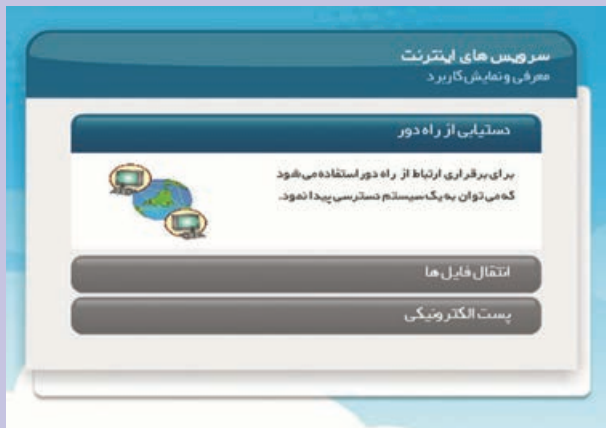 سرویس های اینترنت
معرفی و نمایش کاربرد
دستیابی از راه دور
برای برقراری ارتباط از راه دور استفاده می شود
که می توان به یک سیستم دسترسی پیدا نمود.
انتقال فایل ها
پست الکترونیکی